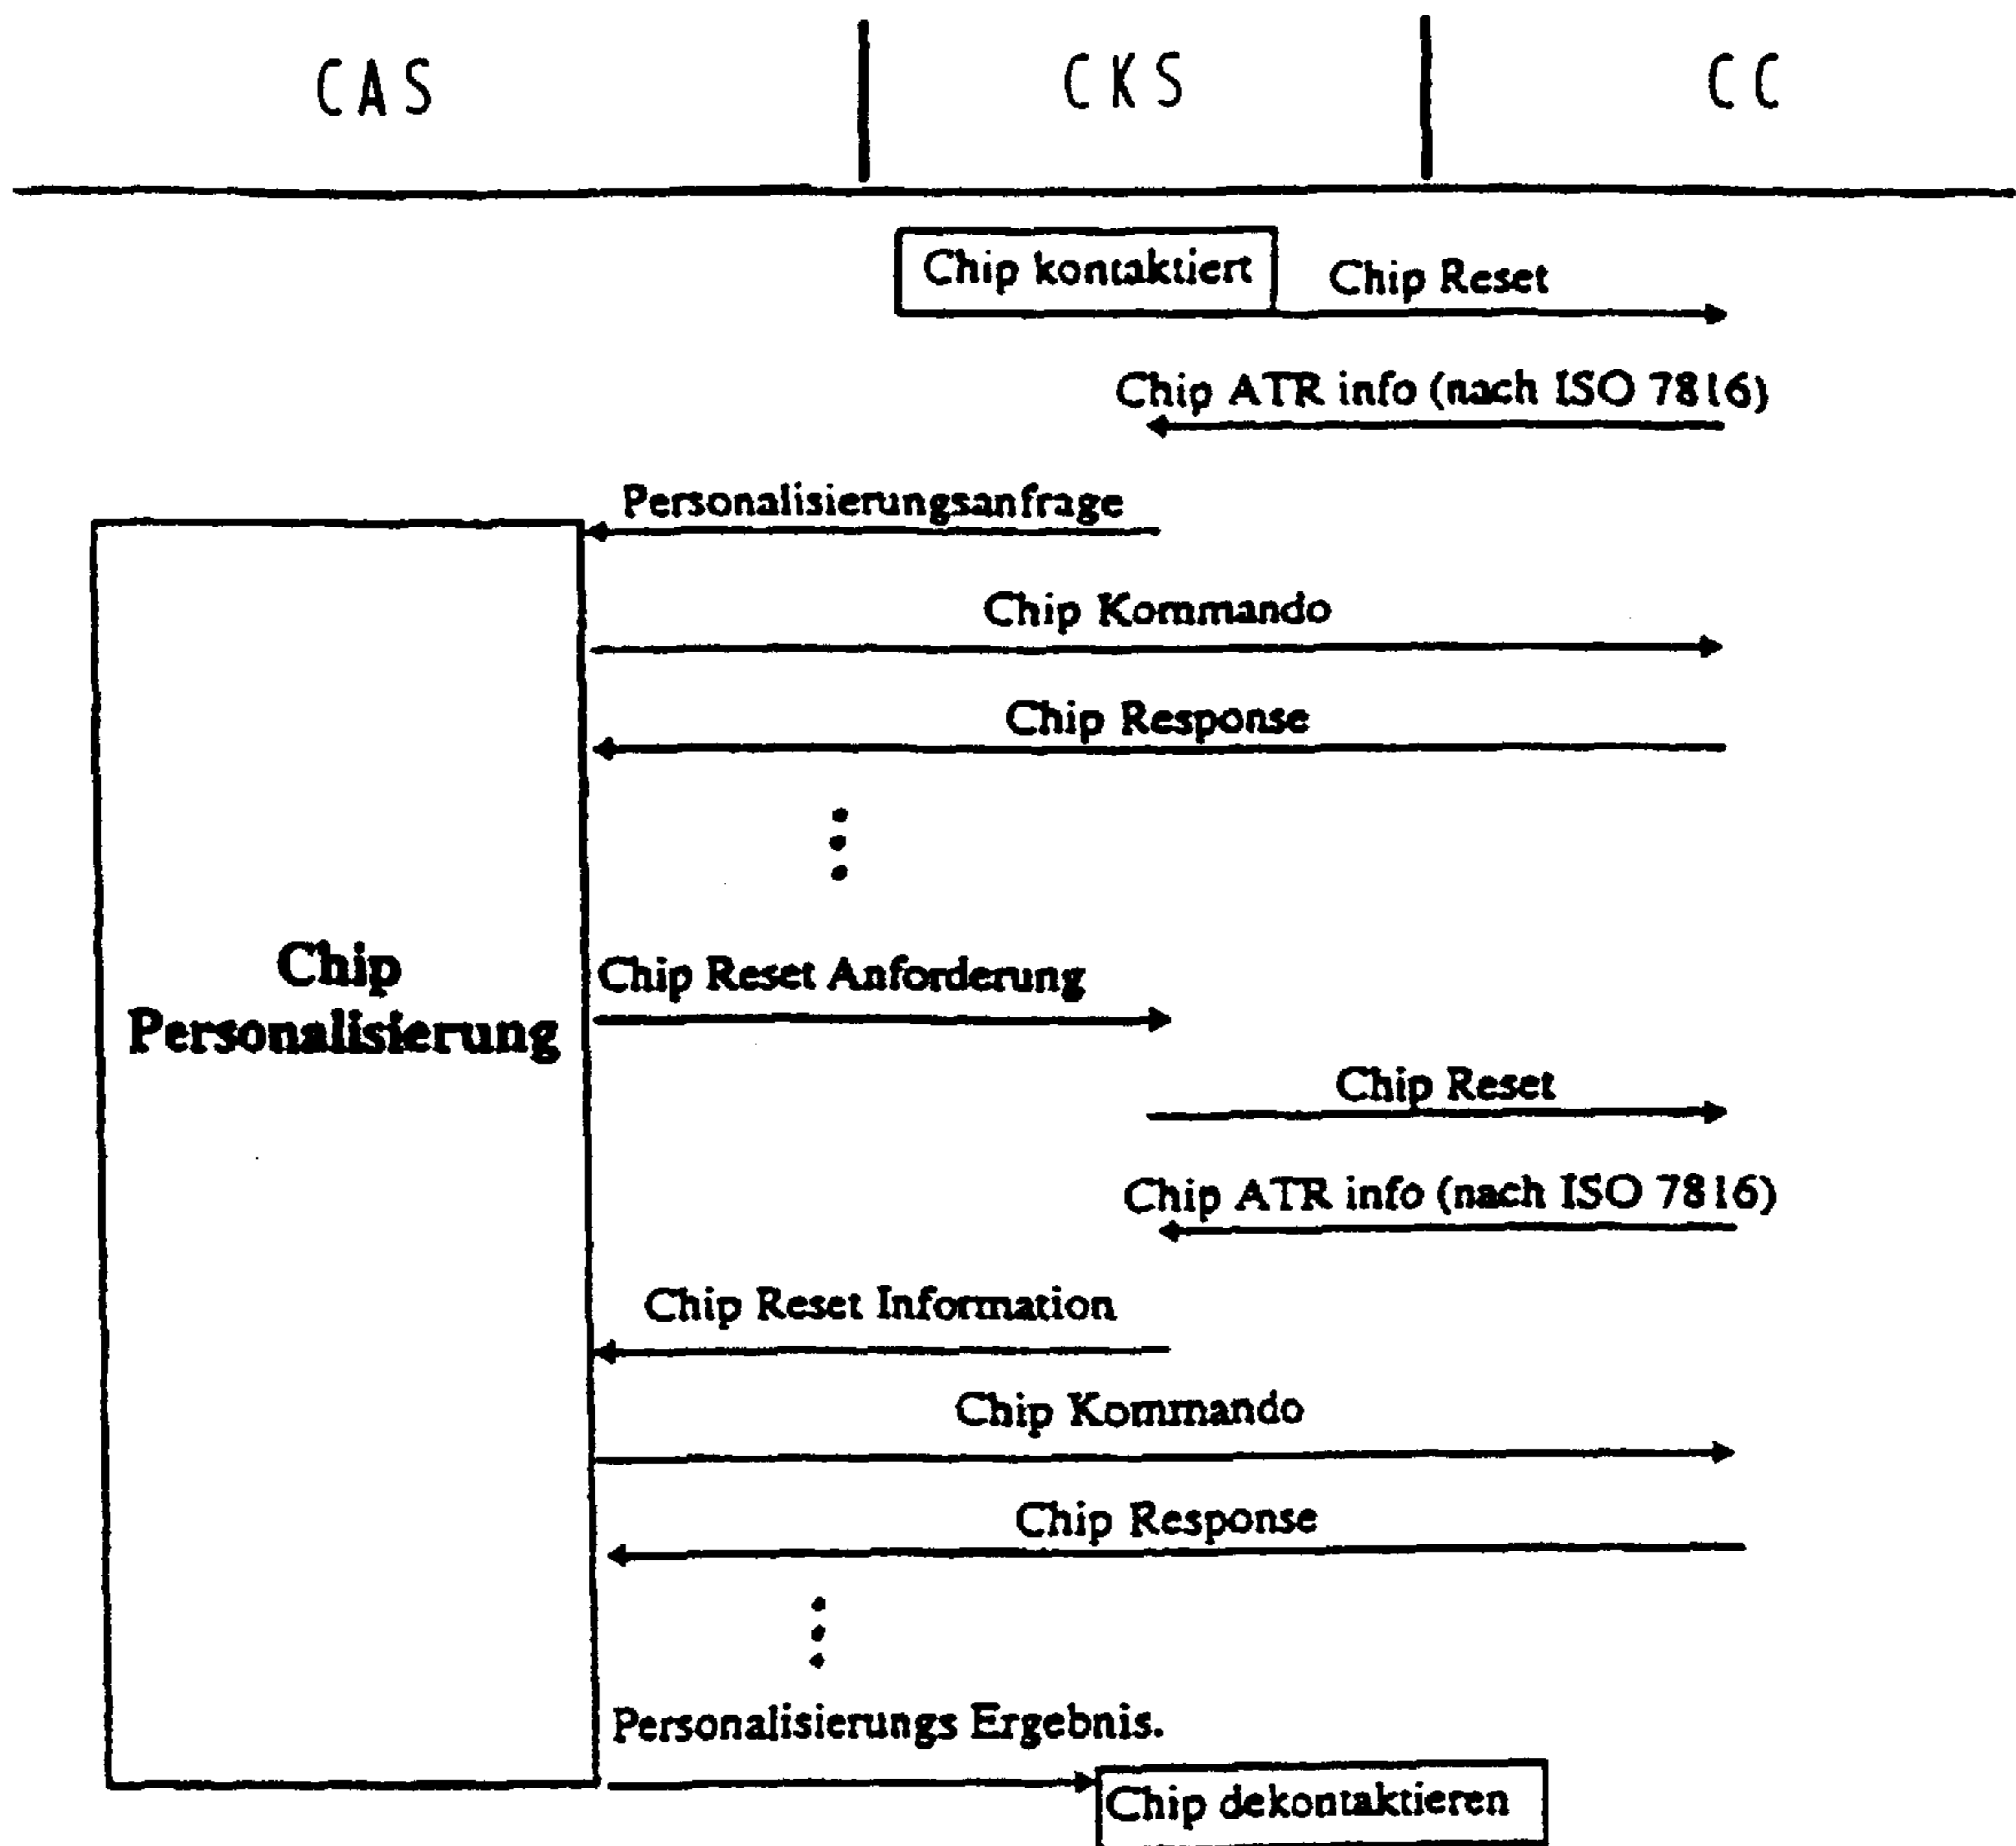 CAS CKS CC
Chip kontaktiert Chip Reset
Chip ATR info (nach ISO 7816)
Personalisierungsanfrage
Chip Kommando
Chip Response
Chip
Personalisierung
Chip Reset Anforderung
Chip Reset
Chip ATR info (nach ISO 7816)
Chip Reset Information
Chip Kommando
Chip Response
Personalisierungs Ergebnis.
Chip dekontaktieren